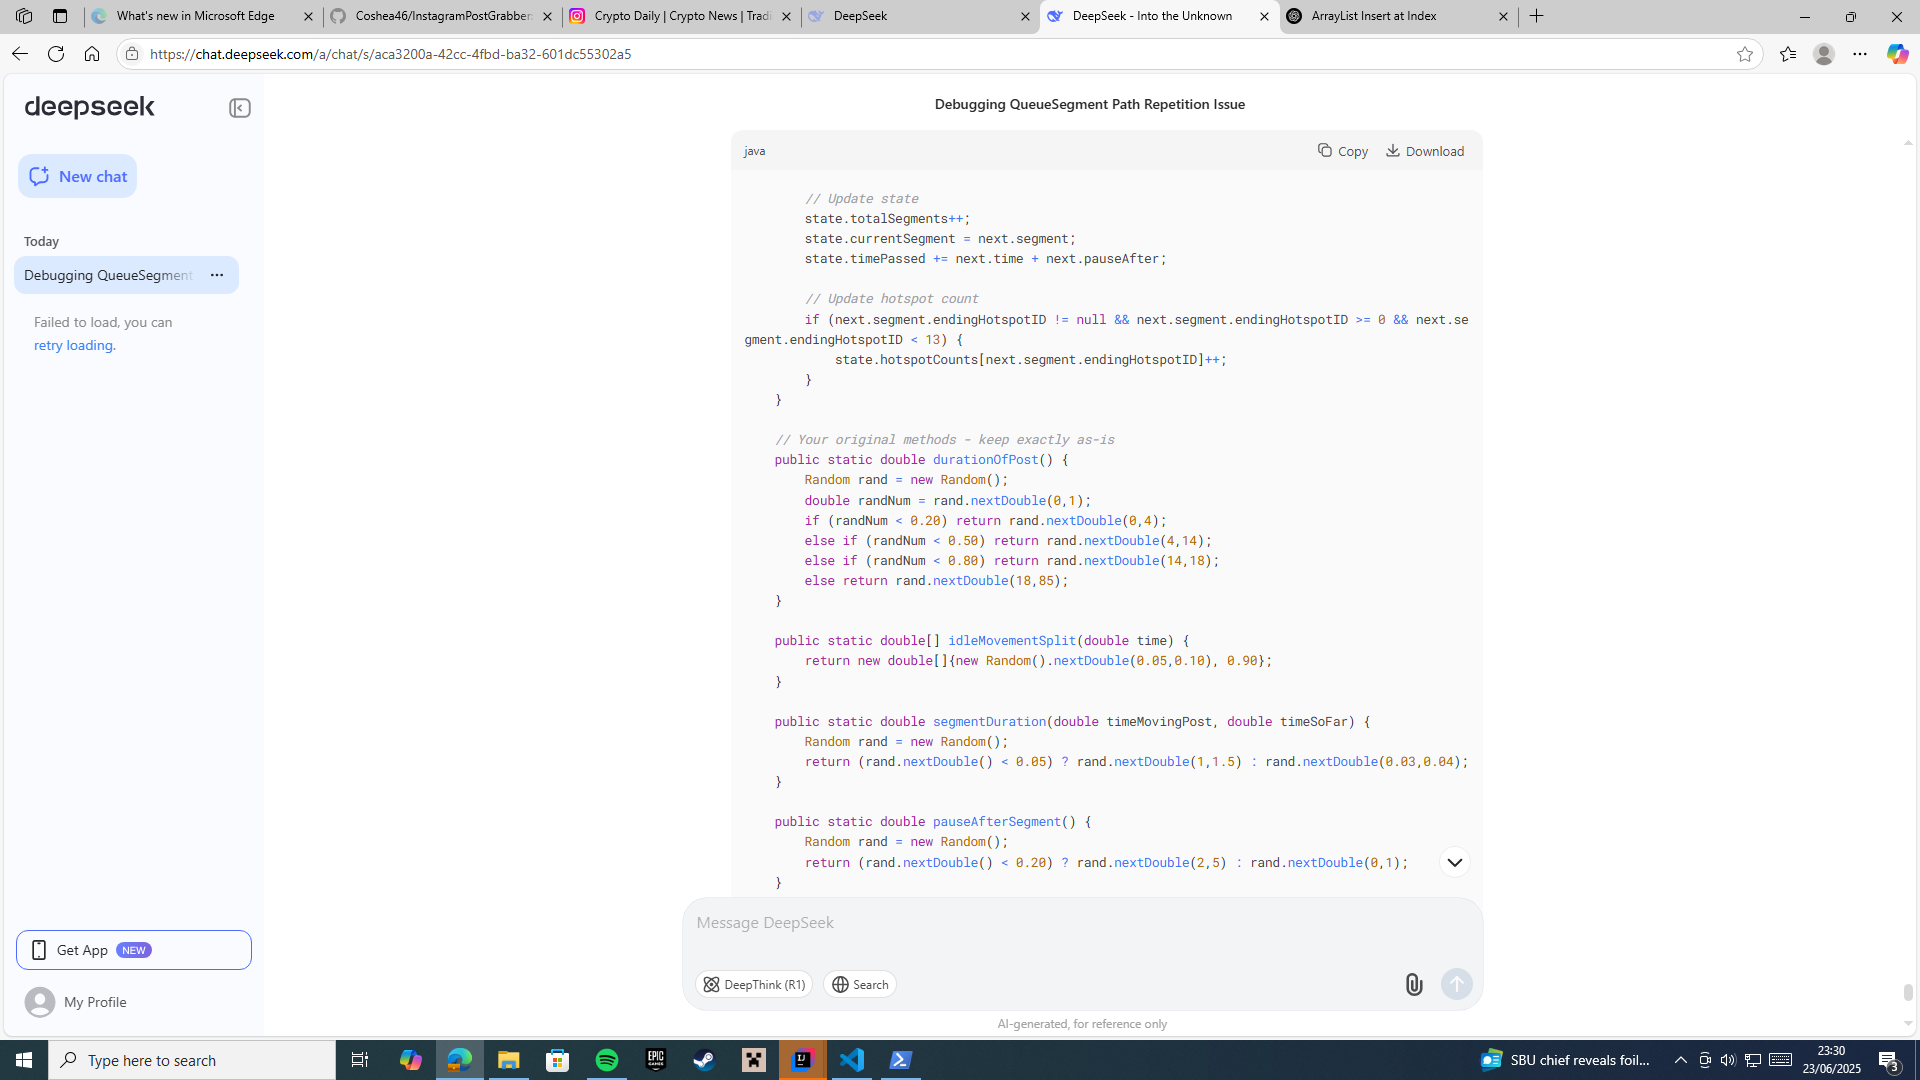 What's new in Microsoft Edge
Coshea46/InstagramPostGrabber:
Crypto Daily | Crypto News | Tradi
DeepSeek
DeepSeek - Into the Unknown
ArrayList Insert at Index
https://chat.deepseek.com/a/chat/s/aca3200a-42cc-4fbd-ba32-601dc55302a5
deepseek
New chat
Today
Debugging QueueSegment
Failed to load, you can
retry loading.
Get App NEW
My Profile
Debugging QueueSegment Path Repetition Issue
java
Copy
Download
// Update state
state.totalSegments++;
state.currentSegment = next.segment;
state.timePassed += next.time + next.pauseAfter;
// Update hotspot count
if (next.segment.endingHotspotID != null && next.segment.endingHotspotID >= 0 && next.se
gment.endingHotspotID < 13) {
state.hotspotCounts[next.segment.endingHotspotID]++;
}
}
// Your original methods - keep exactly as-is
public static double durationOfPost() {
Random rand = new Random();
double randNum = rand.nextDouble(0,1);
if (randNum < 0.20) return rand.nextDouble(0,4);
else if (randNum < 0.50) return rand.nextDouble(4,14);
else if (randNum < 0.80) return rand.nextDouble(14,18);
else return rand.nextDouble(18,85);
}
public static double[] idleMovementSplit(double time) {
return new double[]{new Random().nextDouble(0.05,0.10), 0.90};
}
public static double segmentDuration(double timeMovingPost, double timeSoFar) {
Random rand = new Random();
return (rand.nextDouble() < 0.05) ? rand.nextDouble(1,1.5) : rand.nextDouble(0.03,0.04);
}
public static double pauseAfterSegment() {
Random rand = new Random();
return (rand.nextDouble() < 0.20) ? rand.nextDouble(2,5) : rand.nextDouble(0,1);
}
Message DeepSeek
DeepThink (R1)
Search
AI-generated, for reference only
Type here to search
EPIC GAMES
IJ
SBU chief reveals foil...
23:30
23/06/2025
3